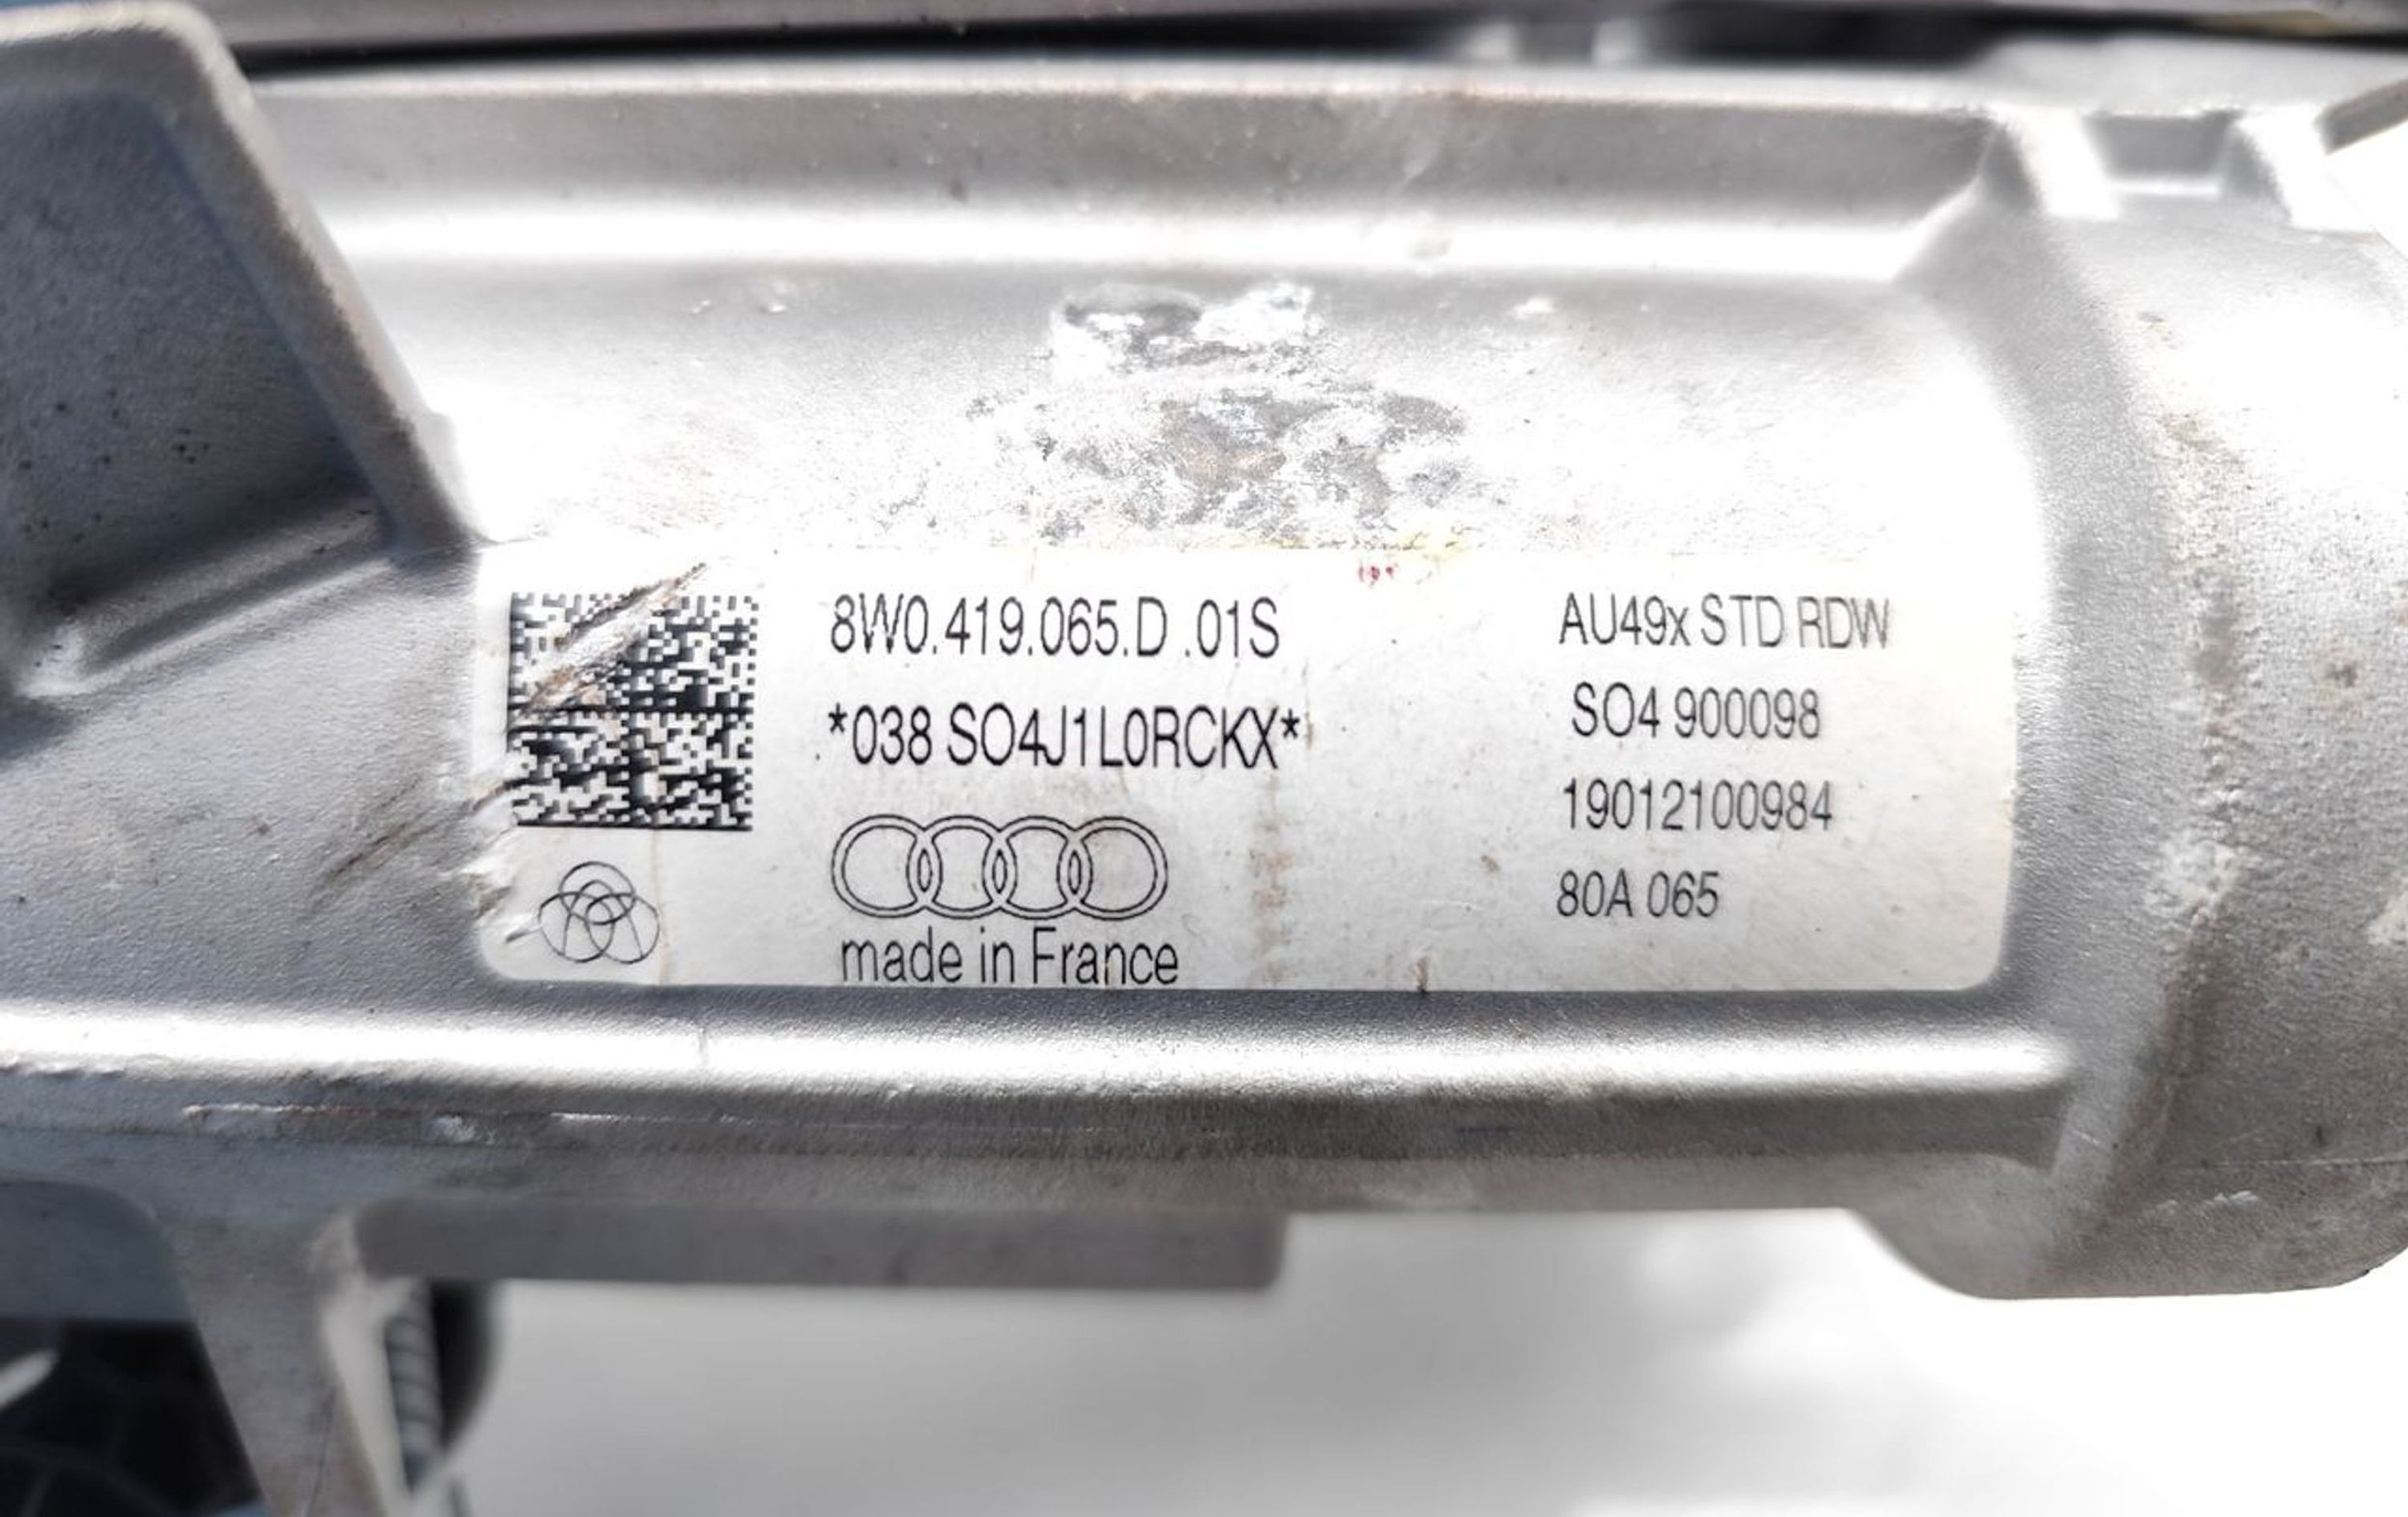 8W0.419.065.D .01S
*038 SO4J1L0RCKX*
made in France
AU49x STD RDW
SO4 900098
19012100984
80A 065